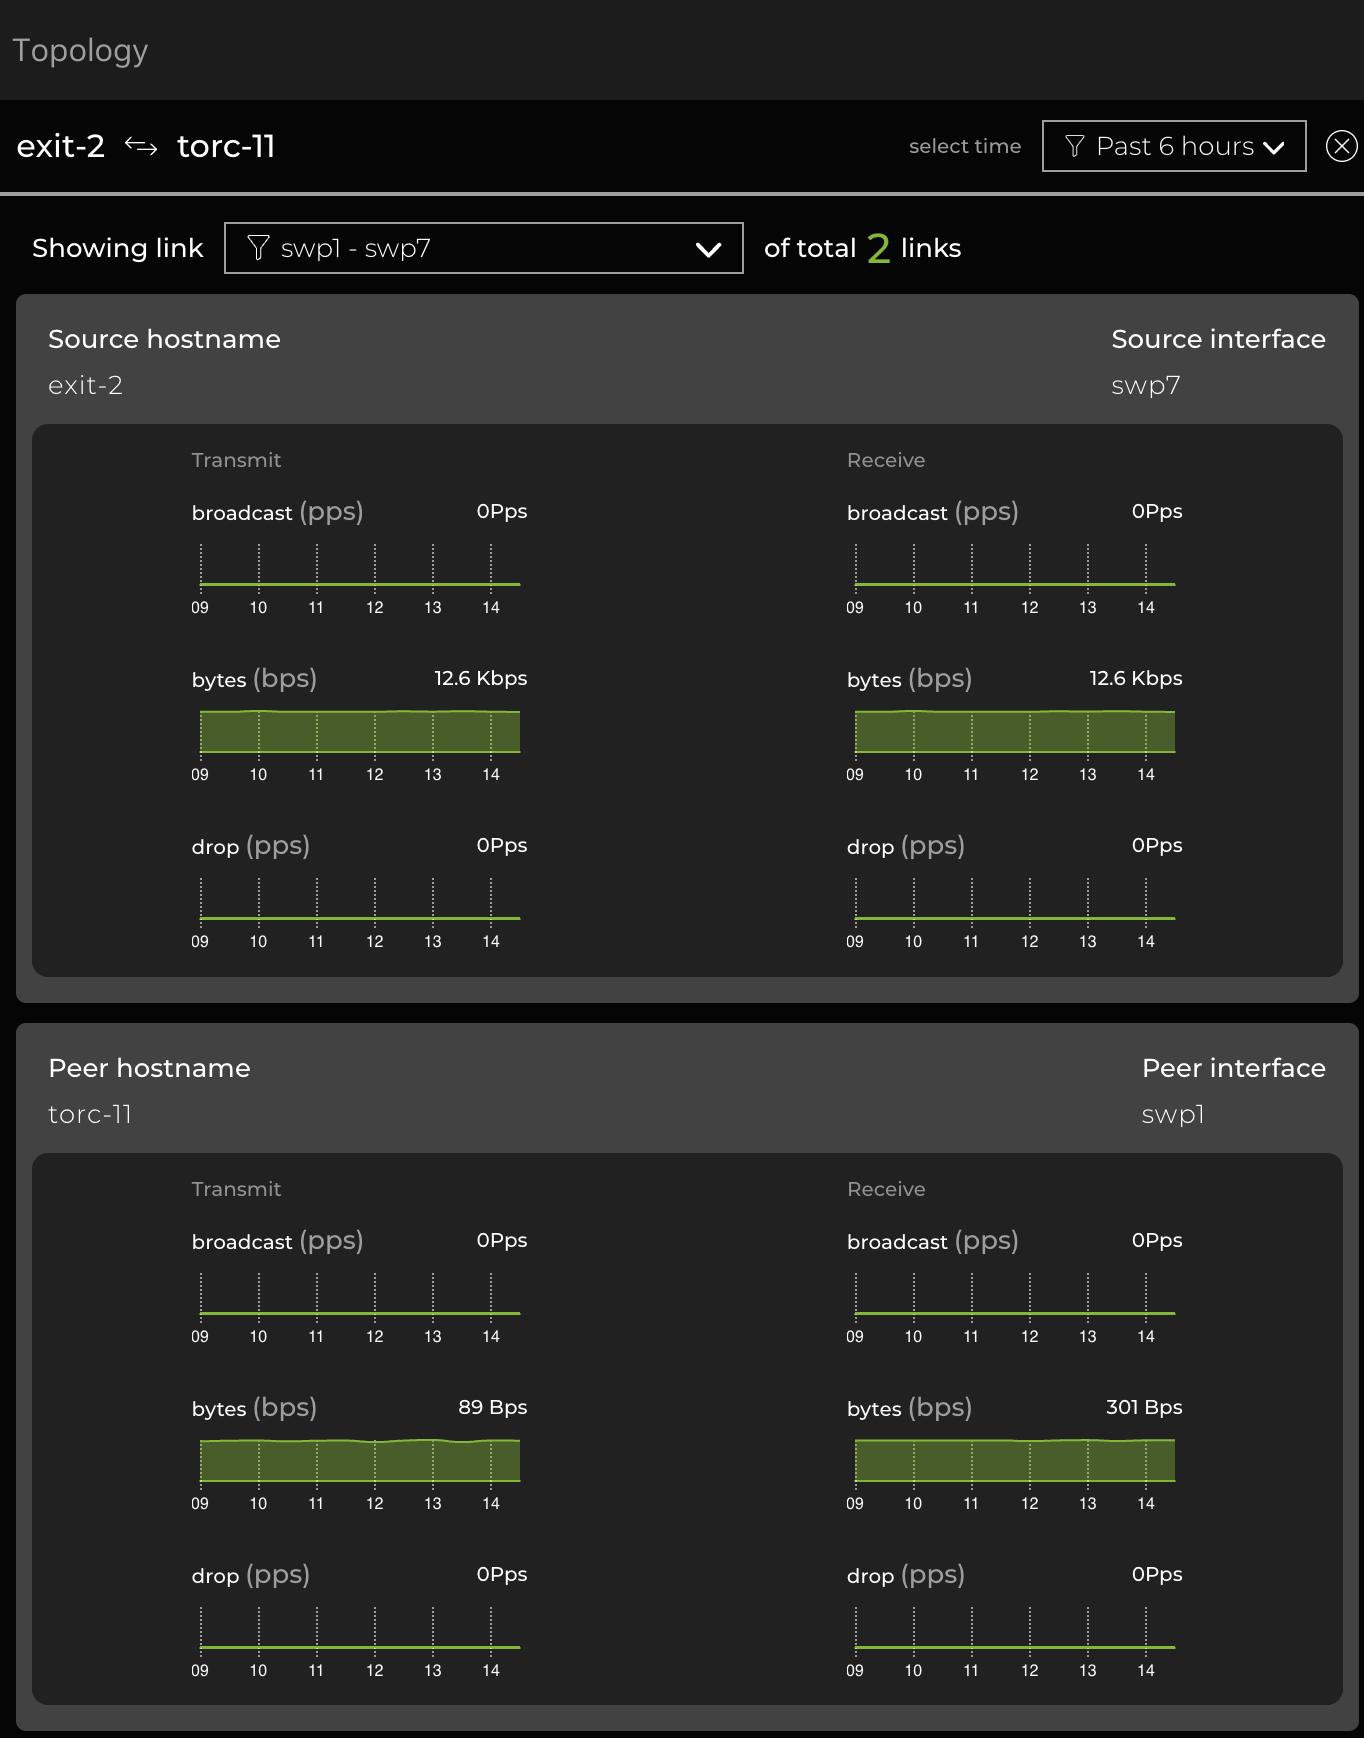 Topology
exit-2 torc-11 select time Past 6 hours
Showing link swp1 - swp7 of total 2 links
Source hostname Source interface
exit-2 swp7
Transmit Receive
broadcast (pps) 0Pps broadcast (pps) 0Pps
09 10 11 12 13 14 09 10 11 12 13 14
bytes (bps) 12.6 Kbps bytes (bps) 12.6 Kbps
09 10 11 12 13 14 09 10 11 12 13 14
drop (pps) 0Pps drop (pps) 0Pps
09 10 11 12 13 14 09 10 11 12 13 14
Peer hostname Peer interface
torc-11 swp1
Transmit Receive
broadcast (pps) 0Pps broadcast (pps) 0Pps
09 10 11 12 13 14 09 10 11 12 13 14
bytes (bps) 89 Bps bytes (bps) 301 Bps
09 10 11 12 13 14 09 10 11 12 13 14
drop (pps) 0Pps drop (pps) 0Pps
09 10 11 12 13 14 09 10 11 12 13 14